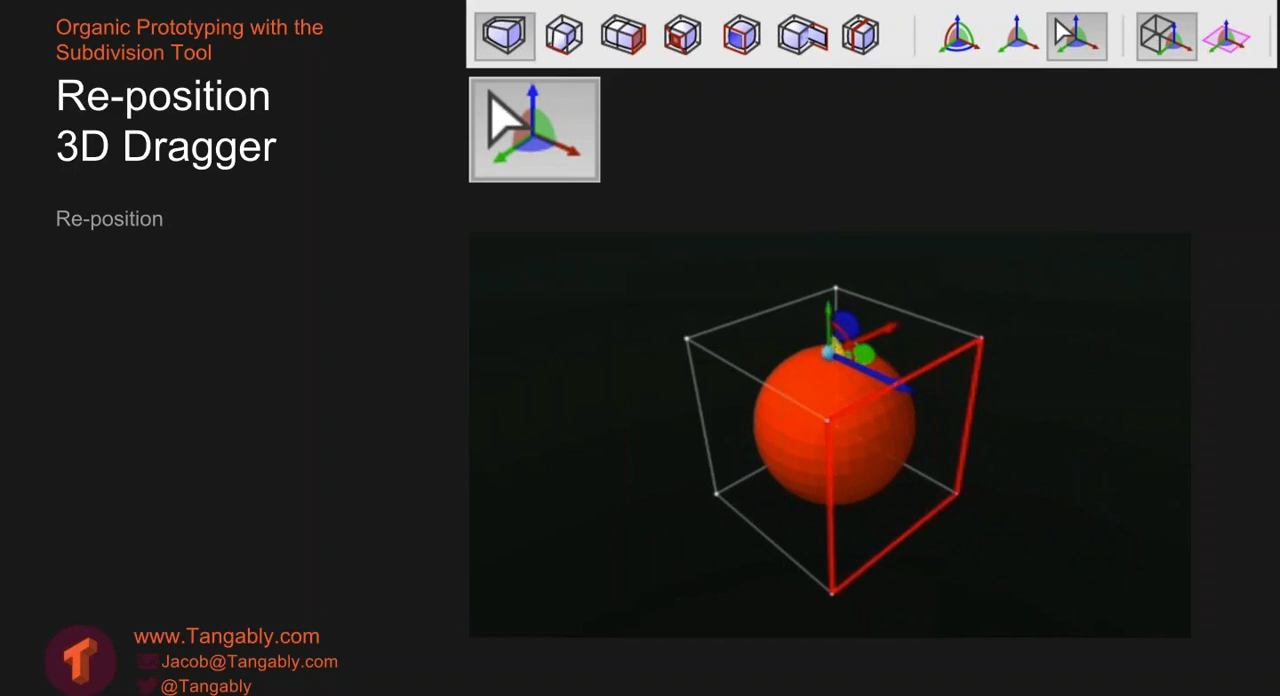 Organic Prototyping with the
Subdivision Tool
Re-position
3D Dragger
Re-position
www.Tangably.com
Jacob@Tangably.com
@Tangably